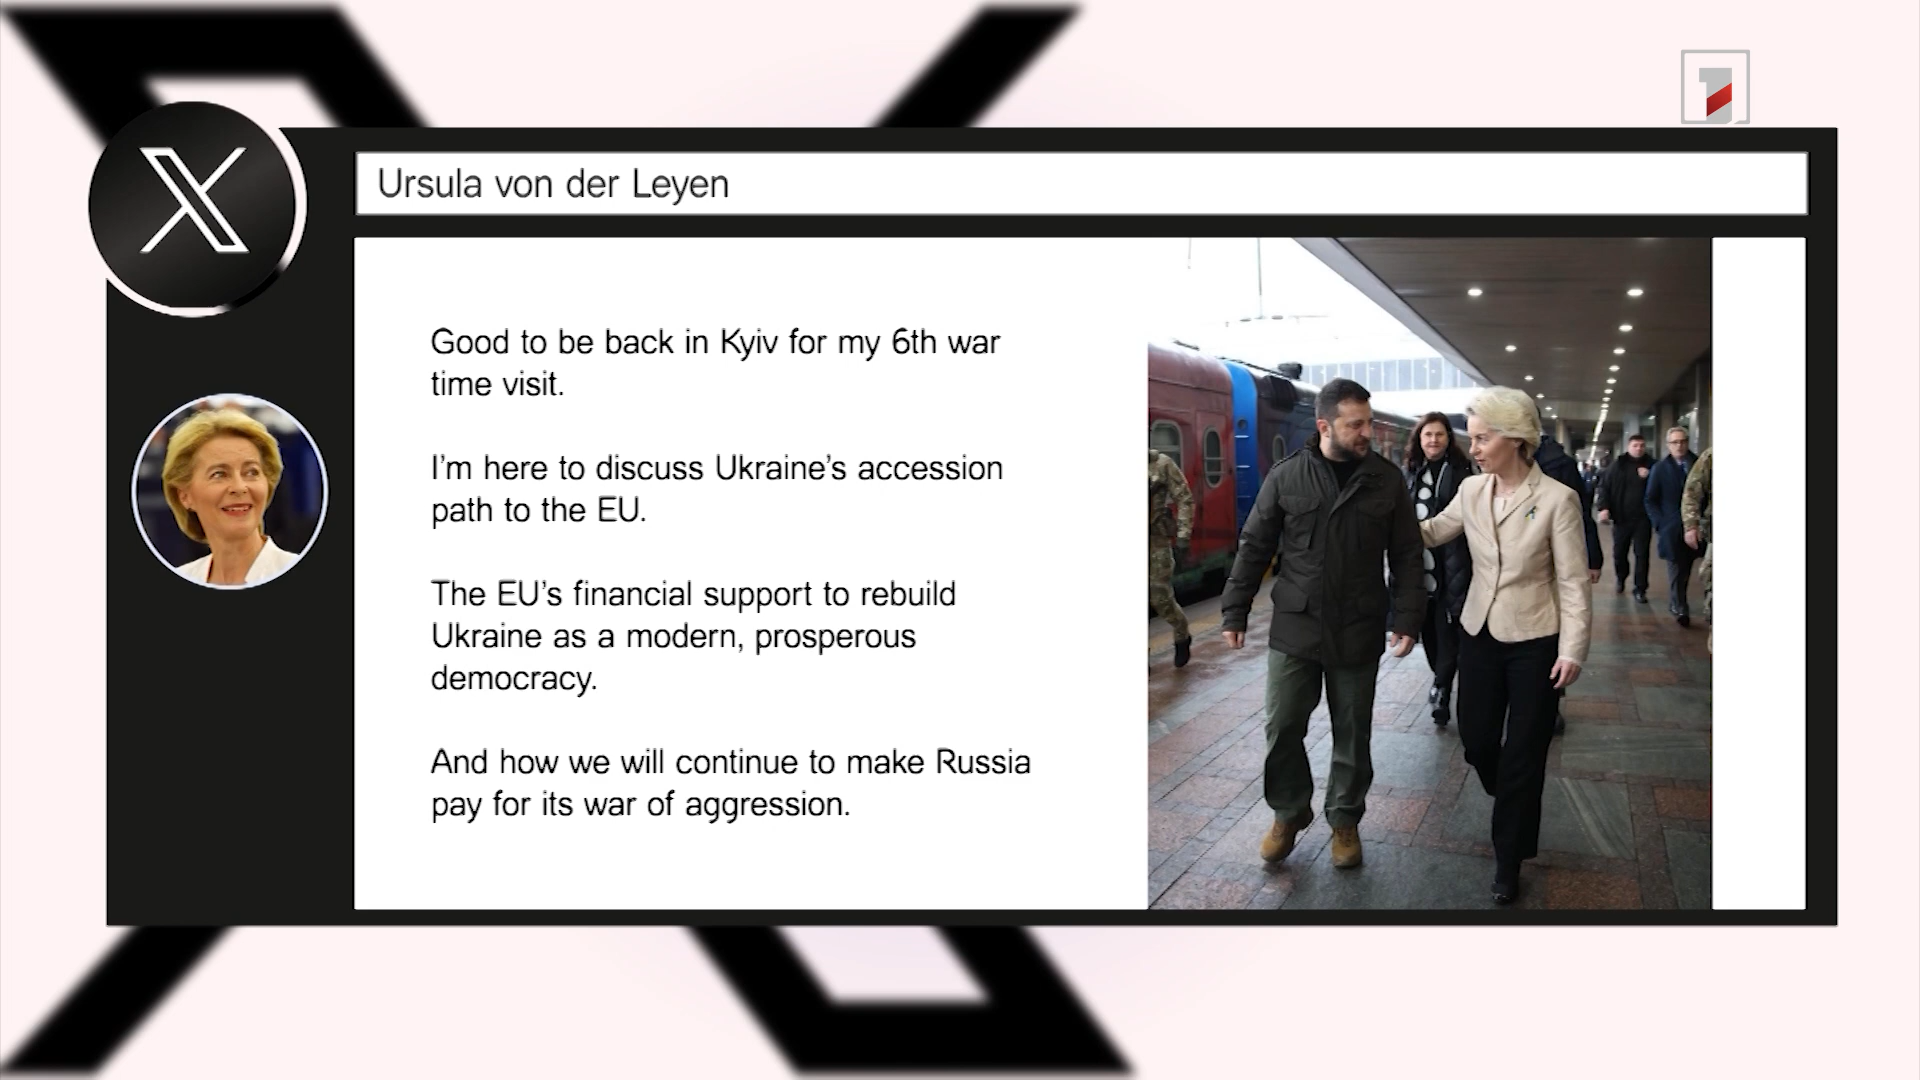 Ursula von der Leyen
Good to be back in Kyiv for my 6th war
time visit.
I'm here to discuss Ukraine's accession
path to the EU.
The EU's financial support to rebuild
Ukraine as a modern, prosperous
democracy.
And how we will continue to make Russia
pay for its war of aggression.